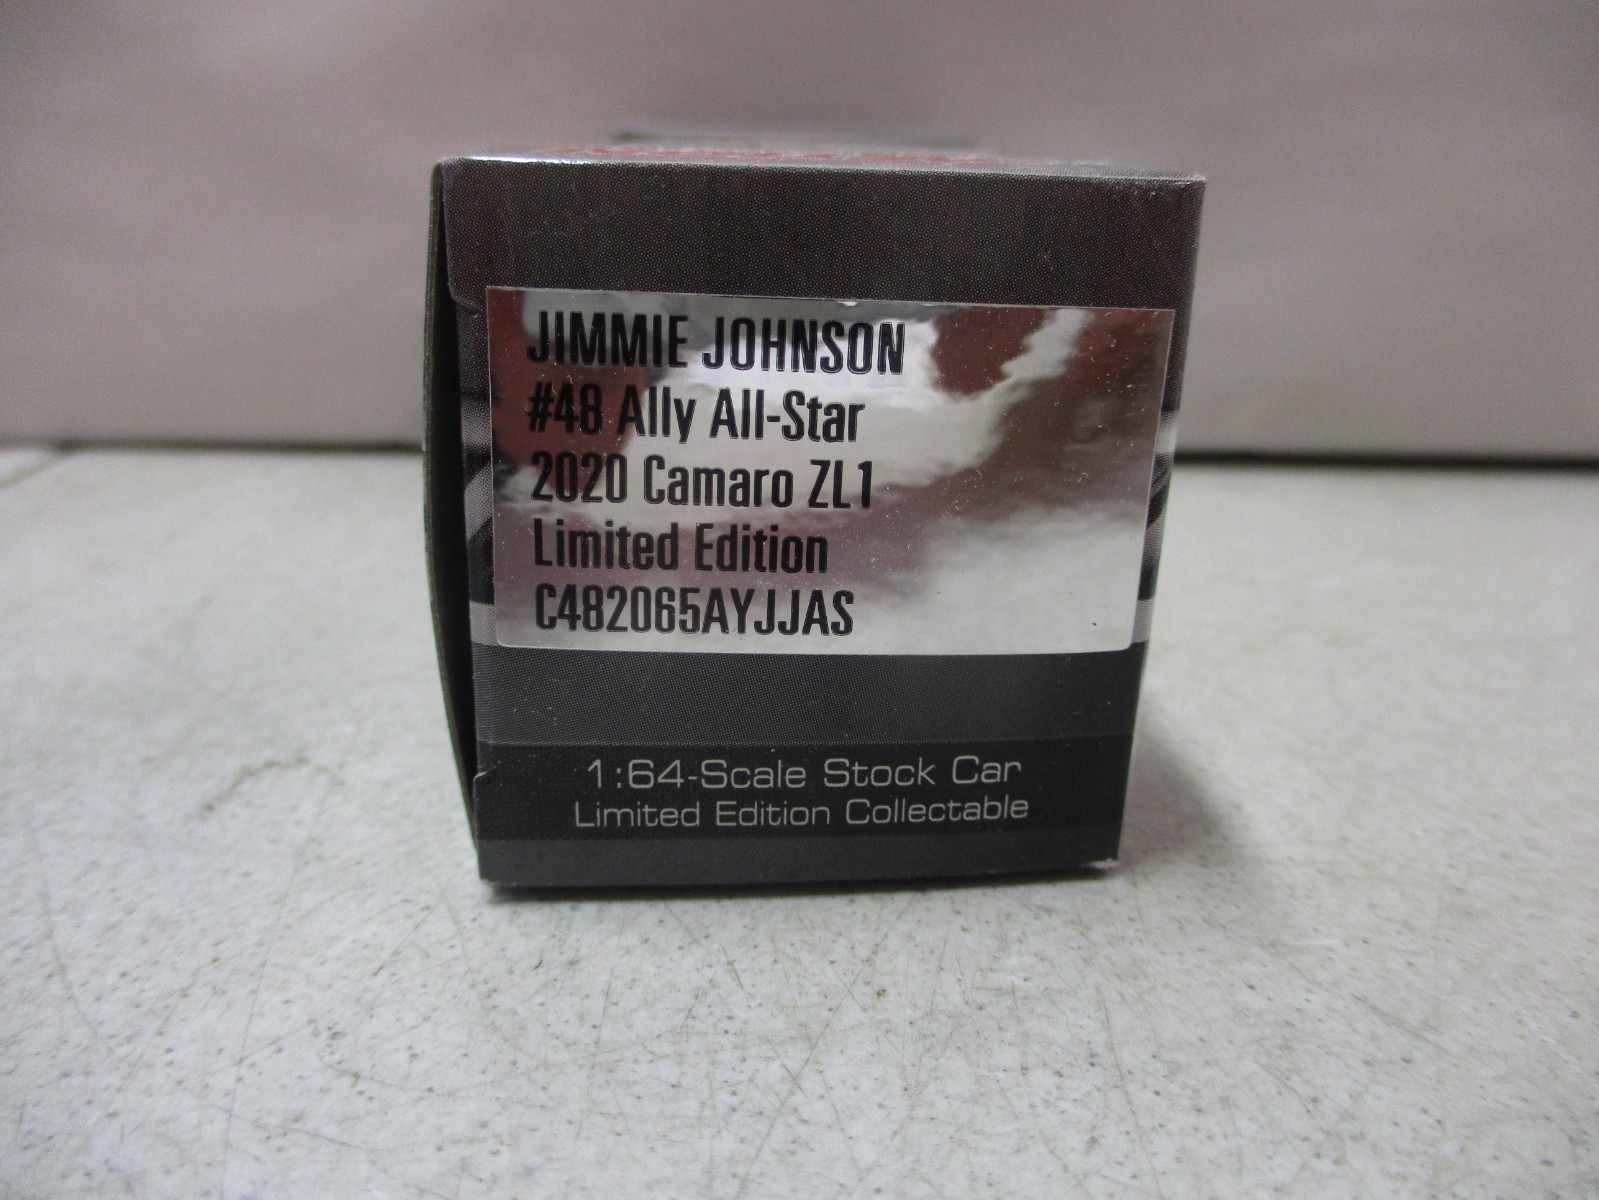 JIMMIE JOHNSON
#48 Ally All-Star
2020 Camaro ZL1
Limited Edition
C482065AYJJAS
1:64-Scale Stock Car
Limited Edition Collectable